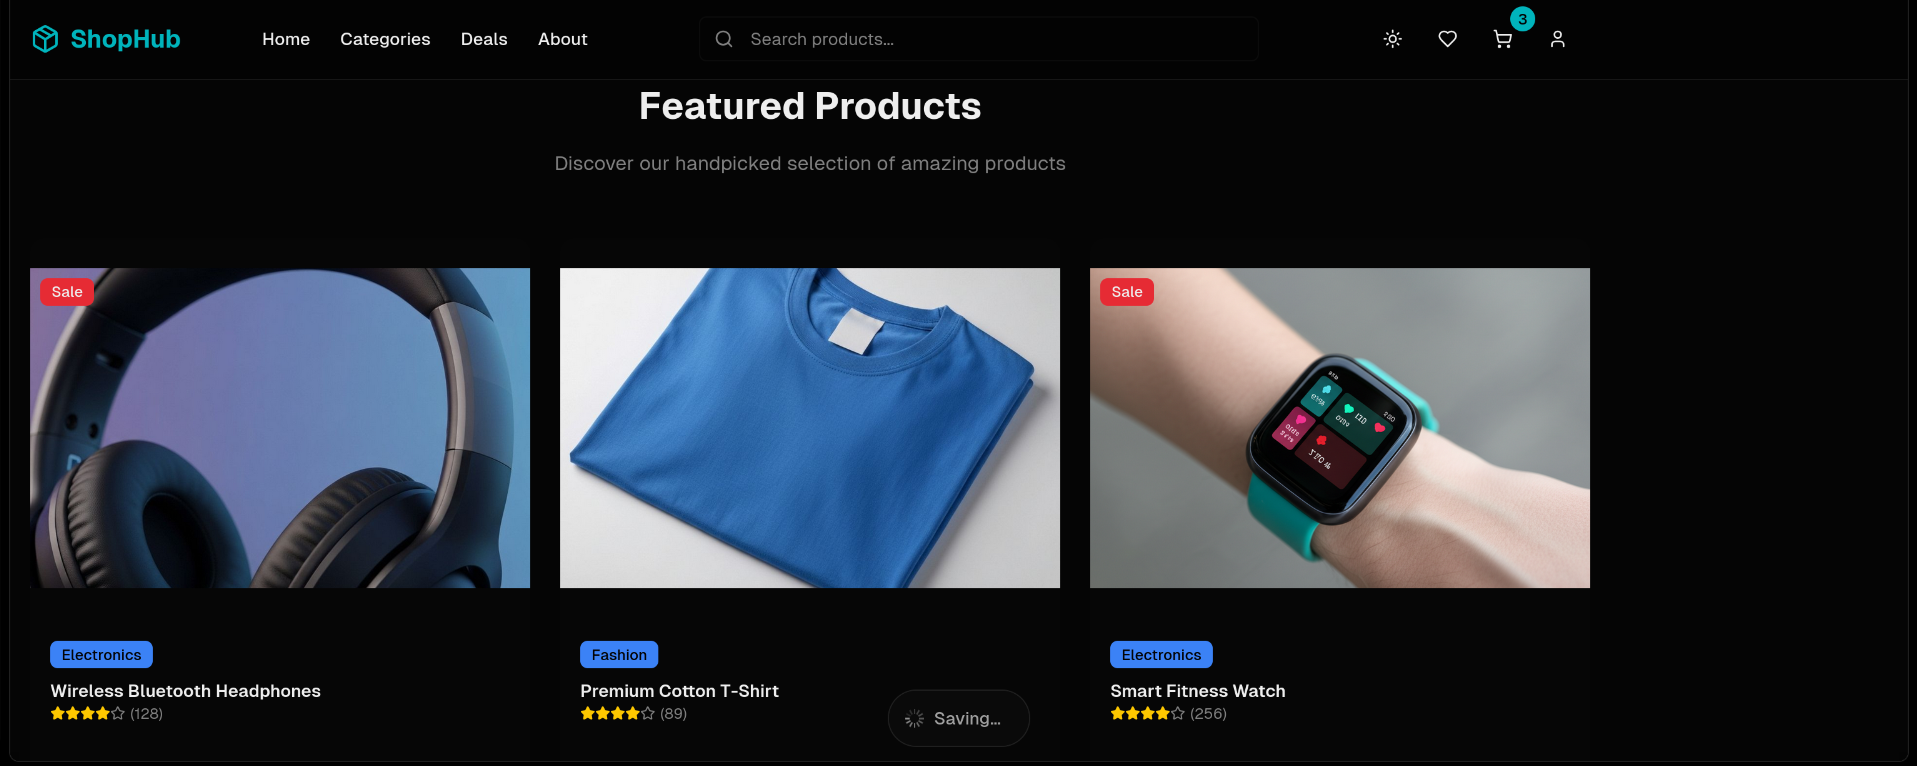 ShopHub
Home
Categories
Deals
About
Search products...
3
Featured Products
Discover our handpicked selection of amazing products
Sale
Sale
Electronics
Fashion
Electronics
Wireless Bluetooth Headphones
Premium Cotton T-Shirt
Smart Fitness Watch
(128)
(89)
(256)
Saving...